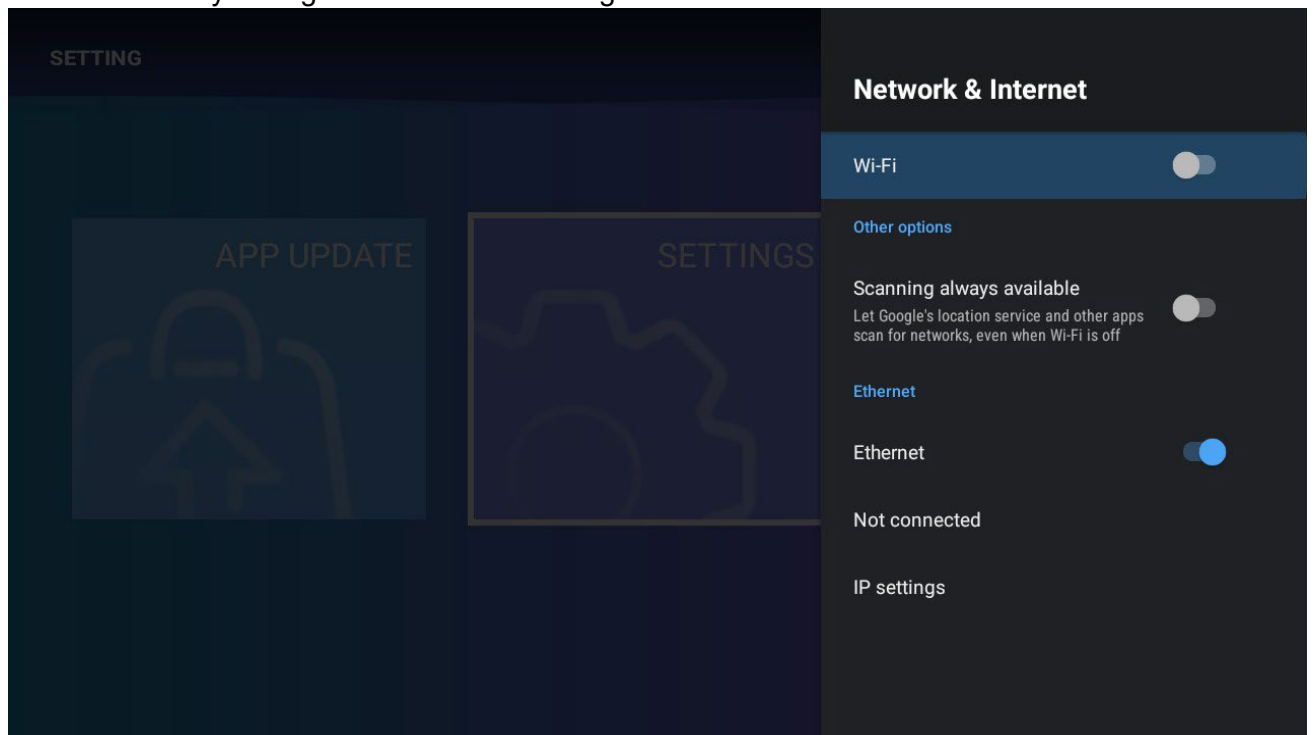 SETTING
APP UPDATE
SETTINGS
Network & Internet
Wi-Fi
Other options
Scanning always available
Let Google's location service and other apps
scan for networks, even when Wi-Fi is off
Ethernet
Ethernet
Not connected
IP settings